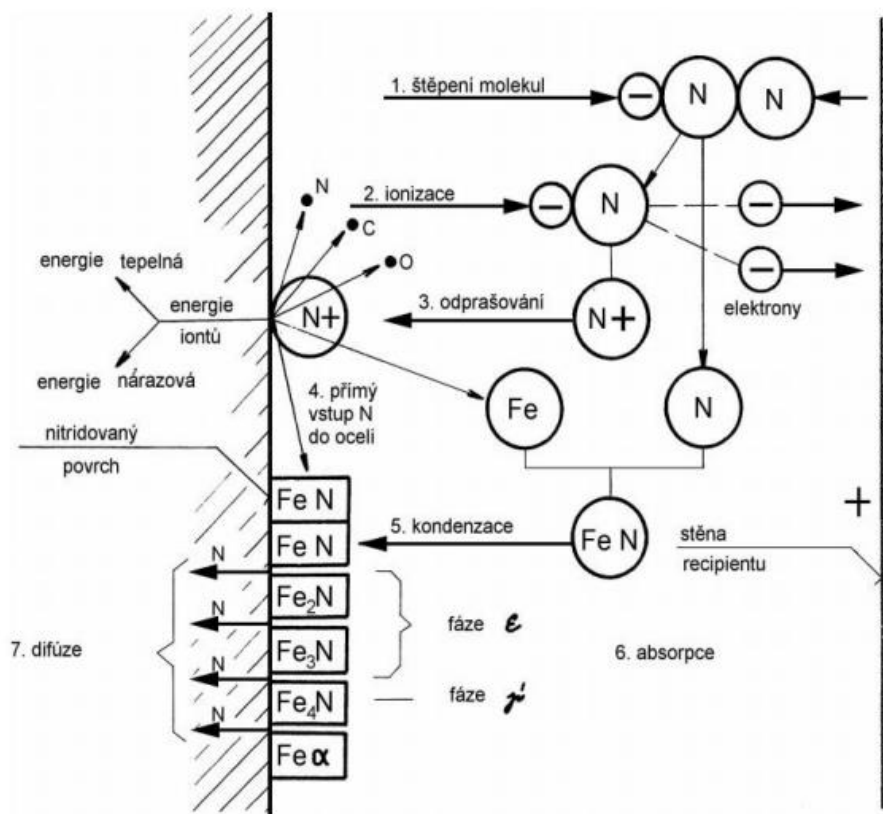 1. štěpení molekul
−
N
N
N
2. ionizace
−
N
−
C
O
−
energie tepelná
energie
iontů
N+
3. odprašování
N+
elektrony
energie nárazová
4. přímý
vstup N
do oceli
Fe
N
nitridovaný
povrch
Fe N
+
Fe N
5. kondenzace
Fe N
stěna
recipientu
N
Fe₂N
N
fáze ε
7. difúze
Fe₃N
6. absorpce
N
Fe₄N
fáze γ'
N
Fe α